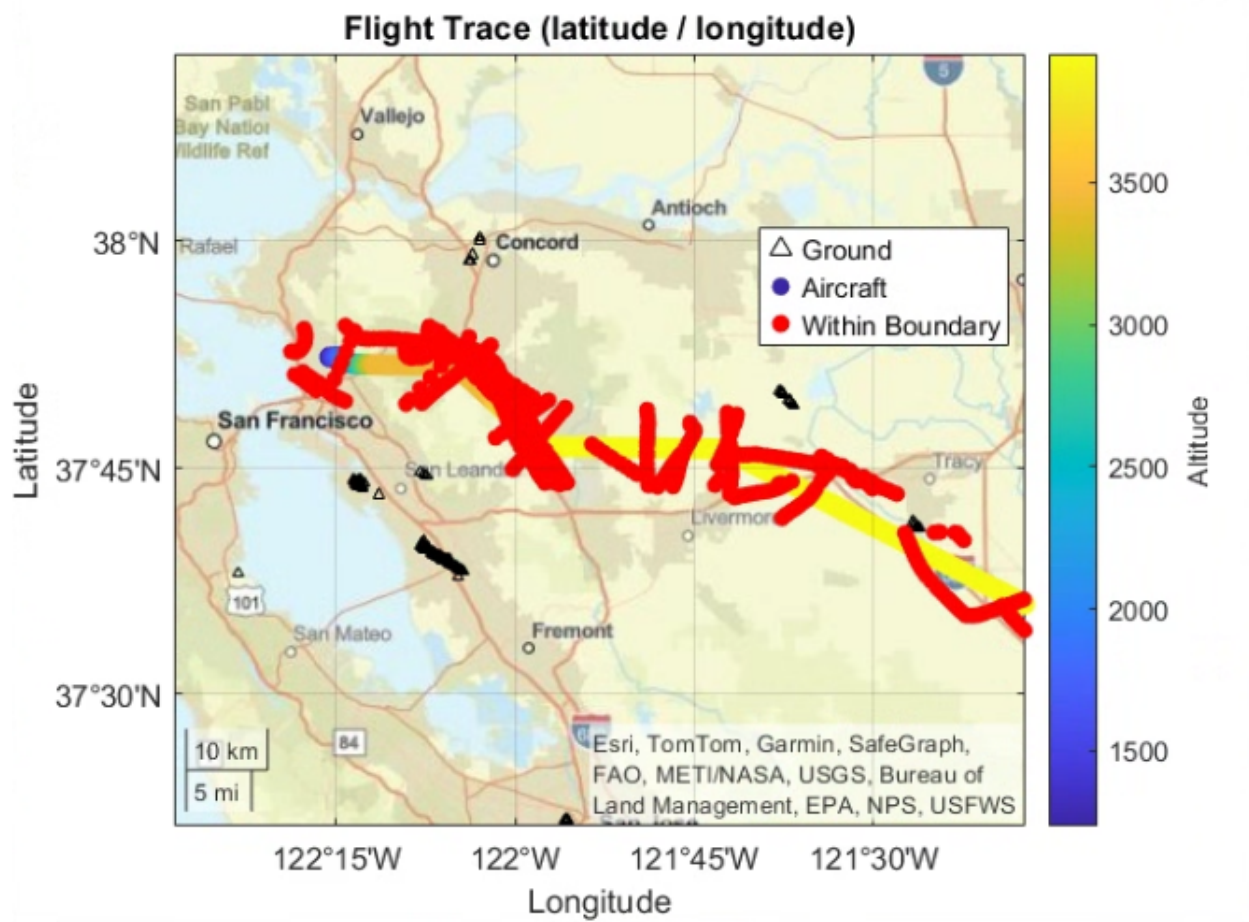 Flight Trace (latitude / longitude)
5
San Pabl
Bay Nation
Wildlife Ref
Vallejo
3500
Antioch
38°N
Rafael
Concord
Ground
Aircraft
Within Boundary
3000
Latitude
Altitude
San Francisco
2500
37°45'N
San Leand
Tracy
Livermore
101
San Mateo
Fremont
2000
37°30'N
84
1500
10 km
5 mi
Esri, TomTom, Garmin, SafeGraph,
FAO, METI/NASA, USGS, Bureau of
Land Management, EPA, NPS, USFWS
San Jose
122°15'W
122°W
121°45'W
121°30'W
Longitude